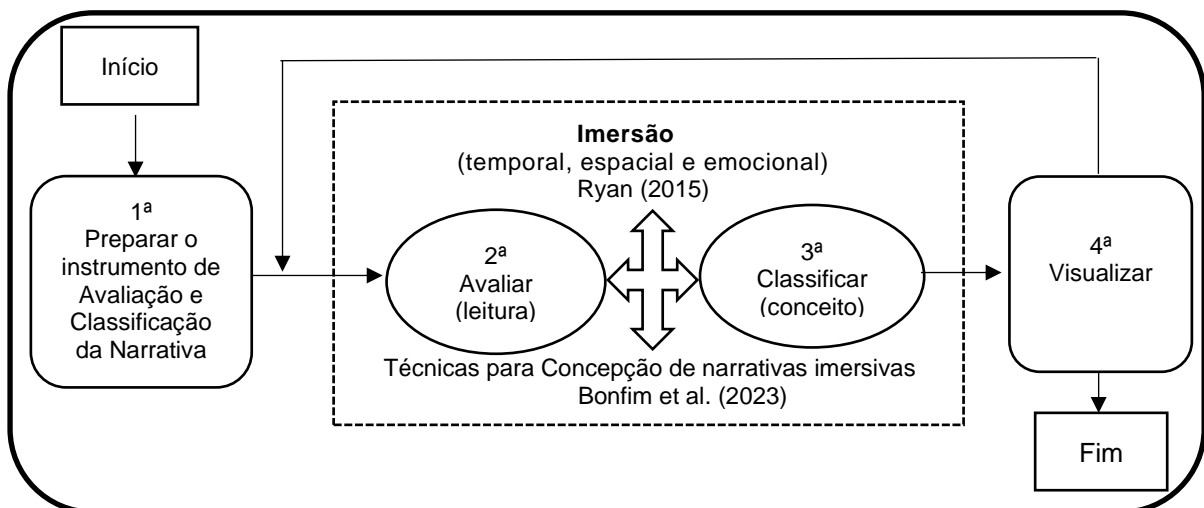 Início
1ª
Preparar o
instrumento de
Avaliação e
Classificação
da Narrativa
Imersão
(temporal, espacial e emocional)
Ryan (2015)
2ª
Avaliar
(leitura)
3ª
Classificar
(conceito)
Técnicas para Concepção de narrativas imersivas
Bonfim et al. (2023)
4ª
Visualizar
Fim